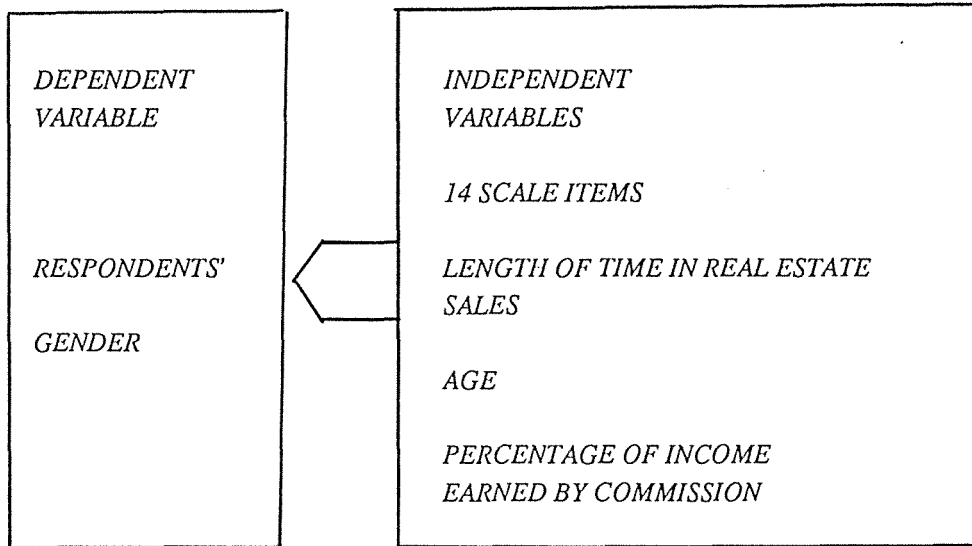 DEPENDENT
VARIABLE
RESPONDENTS'
GENDER
INDEPENDENT
VARIABLES
14 SCALE ITEMS
LENGTH OF TIME IN REAL ESTATE
SALES
AGE
PERCENTAGE OF INCOME
EARNED BY COMMISSION